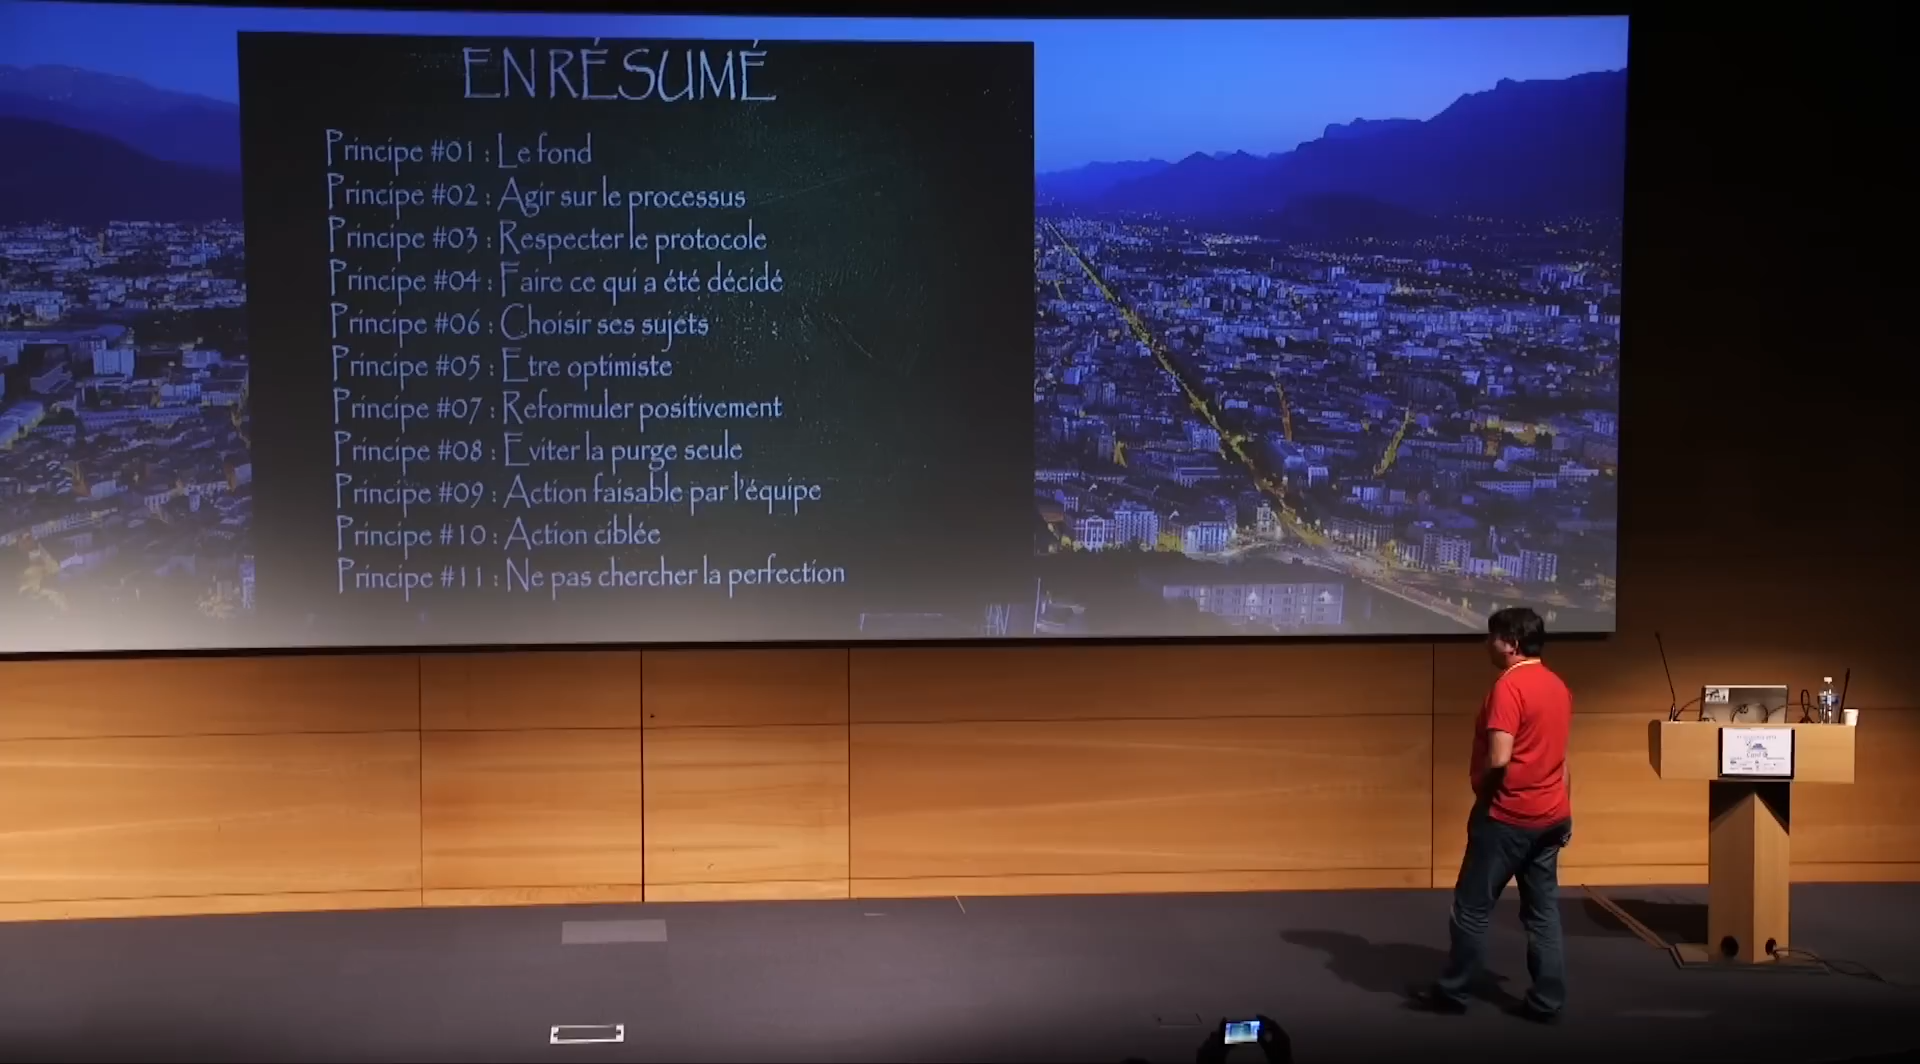 EN RÉSUMÉ
Principe #01 : Le fond
Principe #02 : Agir sur le processus
Principe #03 : Respecter le protocole
Principe #04 : Faire ce qui a été décidé
Principe #06 : Choisir ses sujets
Principe #05 : Etre optimiste
Principe #07 : Reformuler positivement
Principe #08 : Eviter la purge seule
Principe #09 : Action faisable par l'équipe
Principe #10 : Action ciblée
Principe #11 : Ne pas chercher la perfection